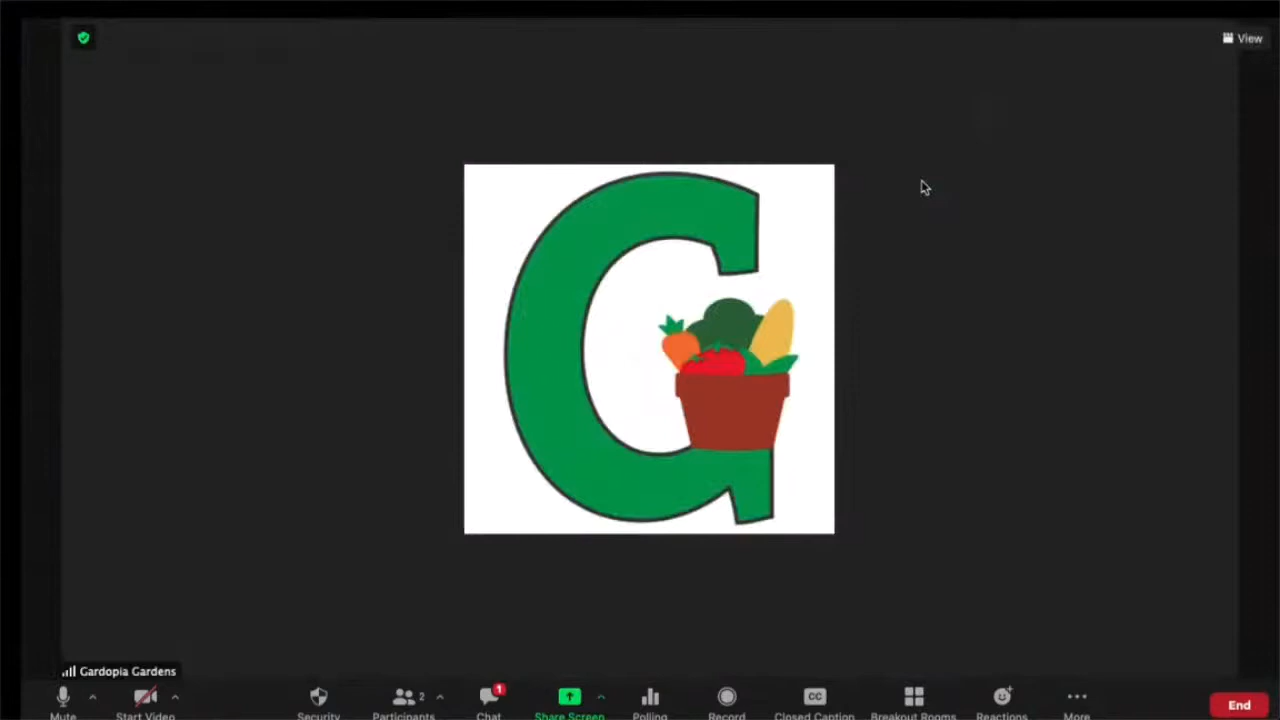 View
G
Gardopia Gardens
Mute
Start Video
Security
Participants
2
Chat
1
Share Screen
Polling
Record
CC
Closed Caption
Breakout Rooms
Reactions
More
End